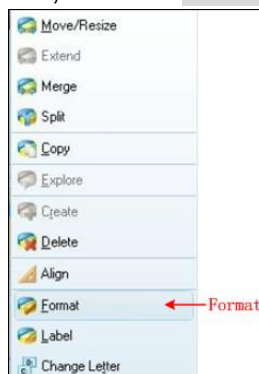 Move/Resize
Extend
Merge
Split
Copy
Explore
Create
Delete
Align
Format
Format
Label
Change Letter